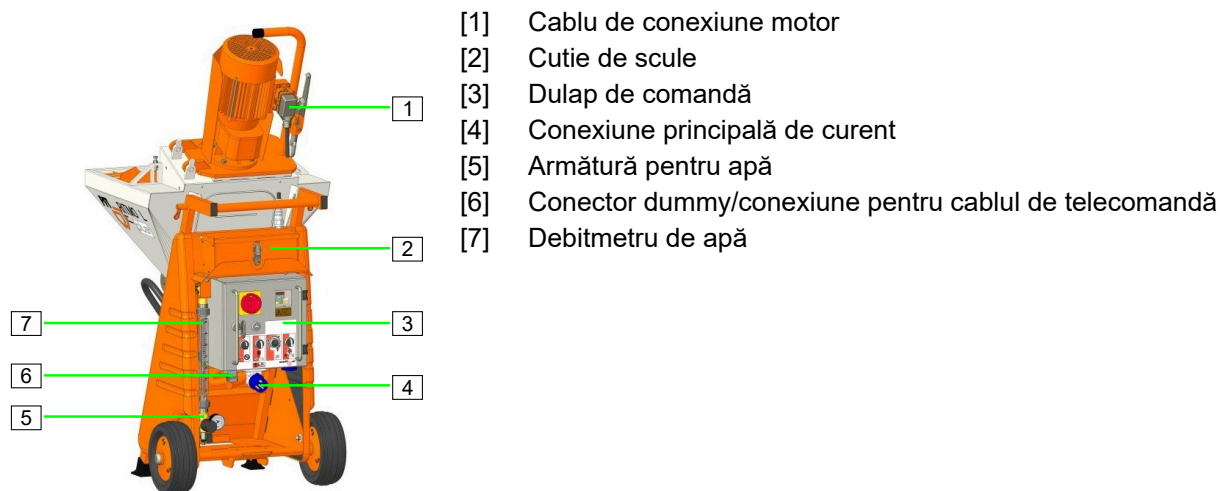 [1] Cablu de conexiune motor
[2] Cutie de scule
[3] Dulap de comandă
[4] Conexiune principală de curent
[5] Armătură pentru apă
[6] Conector dummy/conexiune pentru cablul de telecomandă
[7] Debitmetru de apă
1
2
7
3
6
4
5
RITMO L